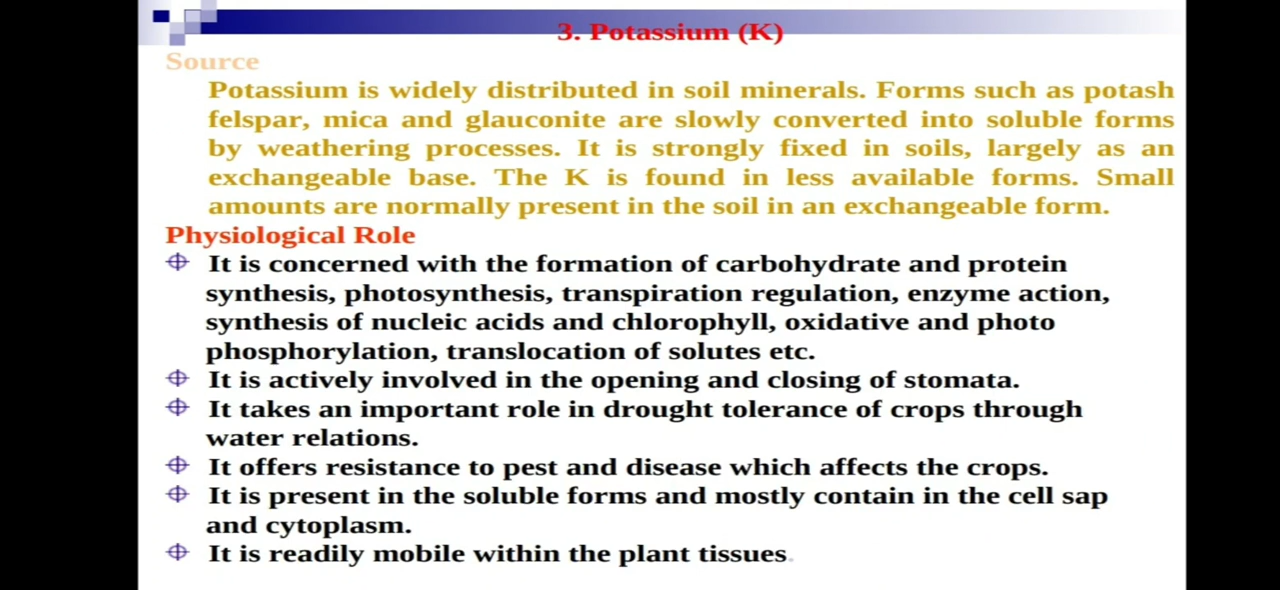 3. Potassium (K)
Source
Potassium is widely distributed in soil minerals. Forms such as potash
felspar, mica and glauconite are slowly converted into soluble forms
by weathering processes. It is strongly fixed in soils, largely as an
exchangeable base. The K is found in less available forms. Small
amounts are normally present in the soil in an exchangeable form.
Physiological Role
It is concerned with the formation of carbohydrate and protein
synthesis, photosynthesis, transpiration regulation, enzyme action,
synthesis of nucleic acids and chlorophyll, oxidative and photo
phosphorylation, translocation of solutes etc.
It is actively involved in the opening and closing of stomata.
It takes an important role in drought tolerance of crops through
water relations.
It offers resistance to pest and disease which affects the crops.
It is present in the soluble forms and mostly contain in the cell sap
and cytoplasm.
It is readily mobile within the plant tissues.